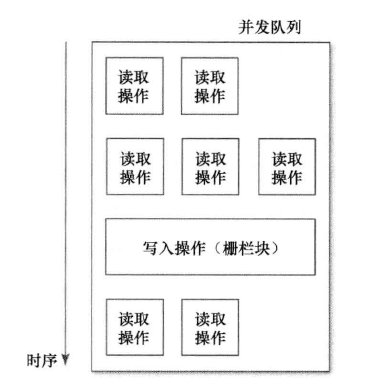 并发队列
读取 读取
操作 操作
读取 读取 读取
操作 操作 操作
写入操作（栅栏块）
读取 读取
操作 操作
时序